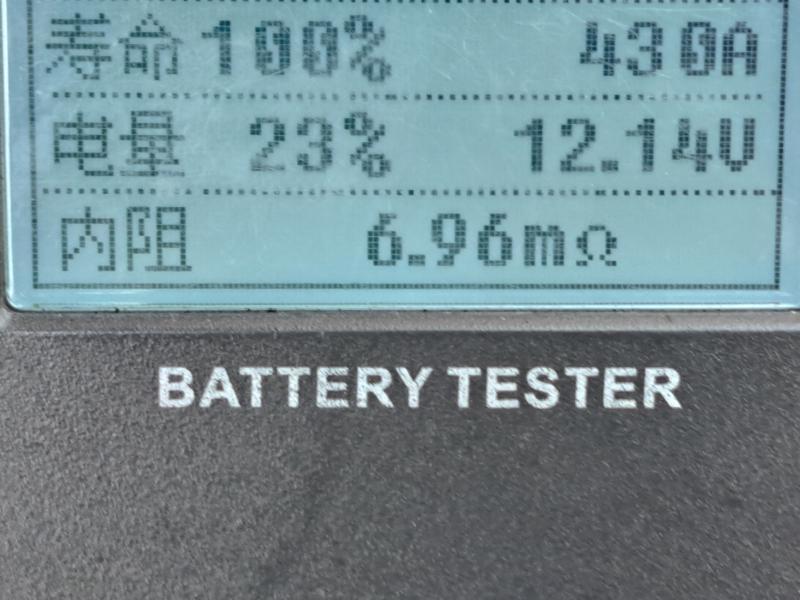 寿命 100% 430A
电量 23% 12.14V
内阻 6.96mΩ
BATTERY TESTER